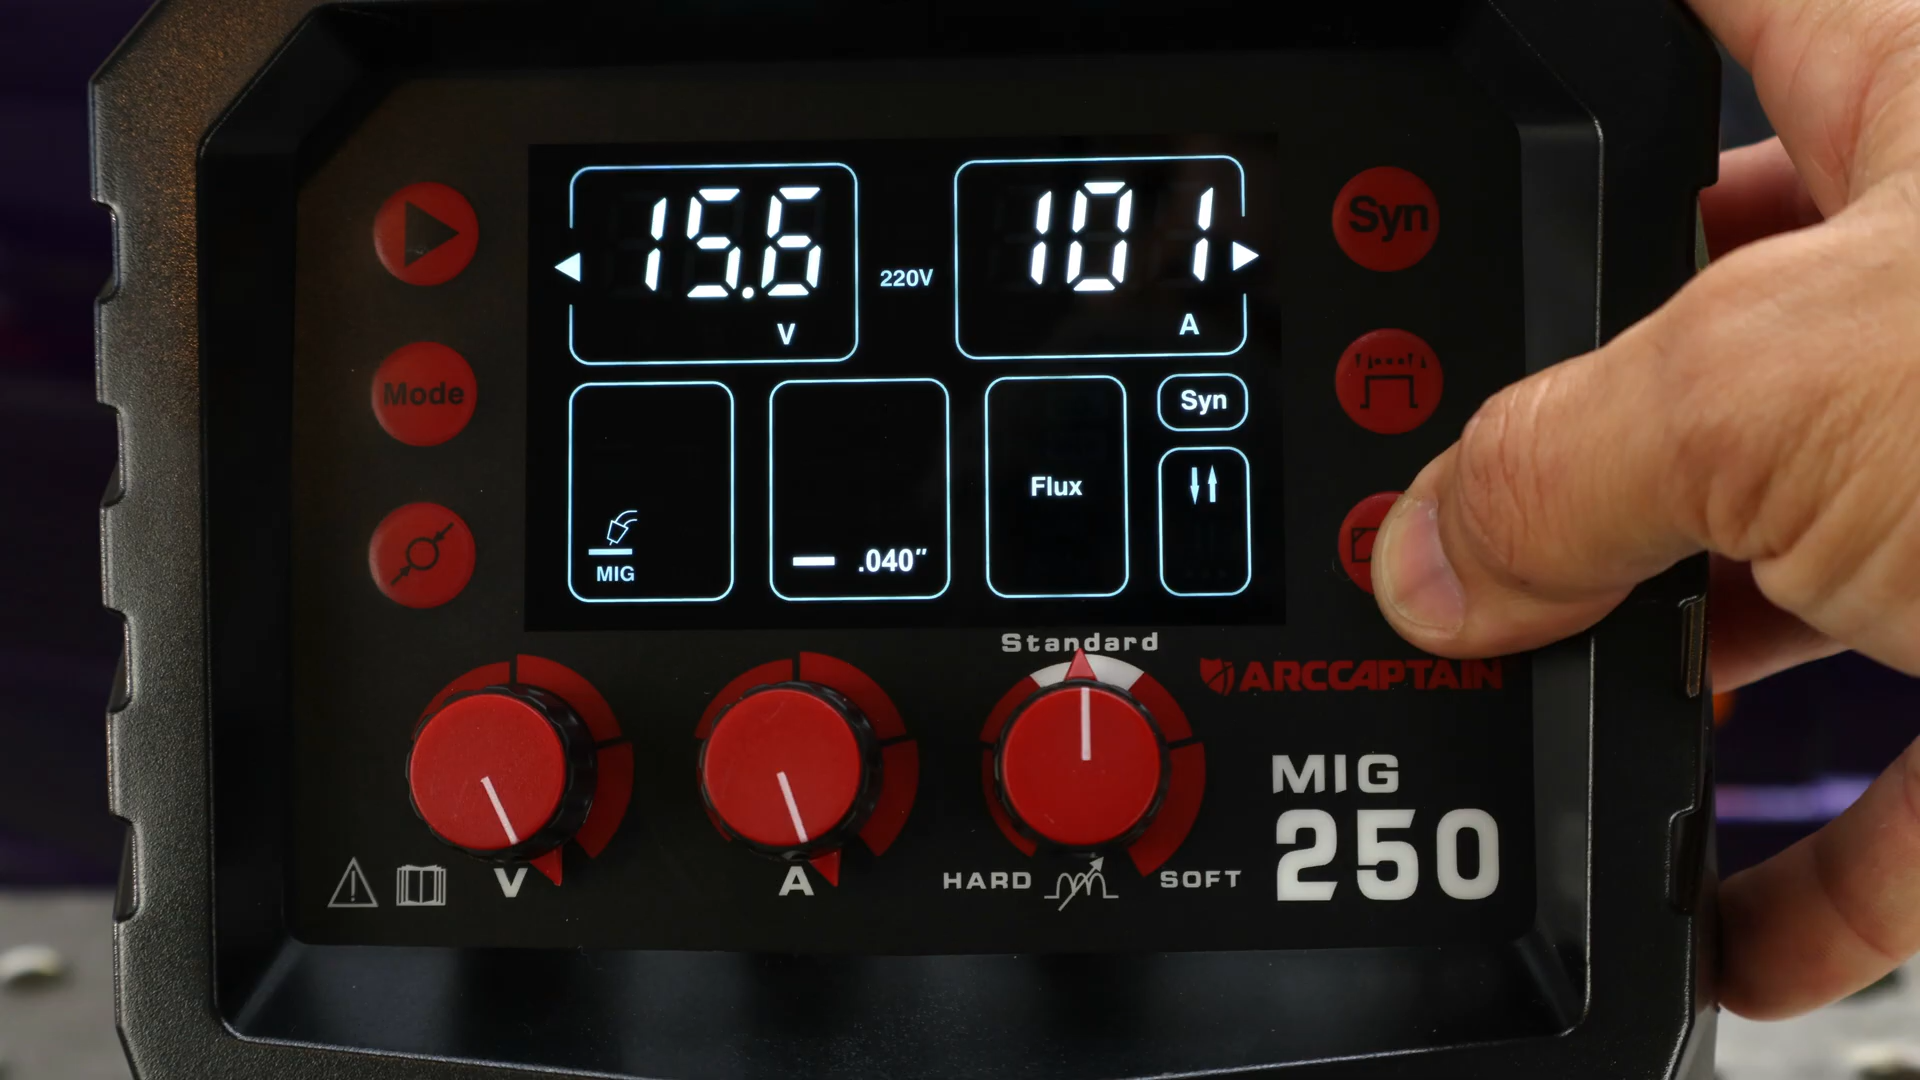 15.6
V
220V
101
A
Syn
Mode
Syn
Flux
MIG
.040"
Standard
ARCCAPTAIN
V
A
HARD
SOFT
MIG
250